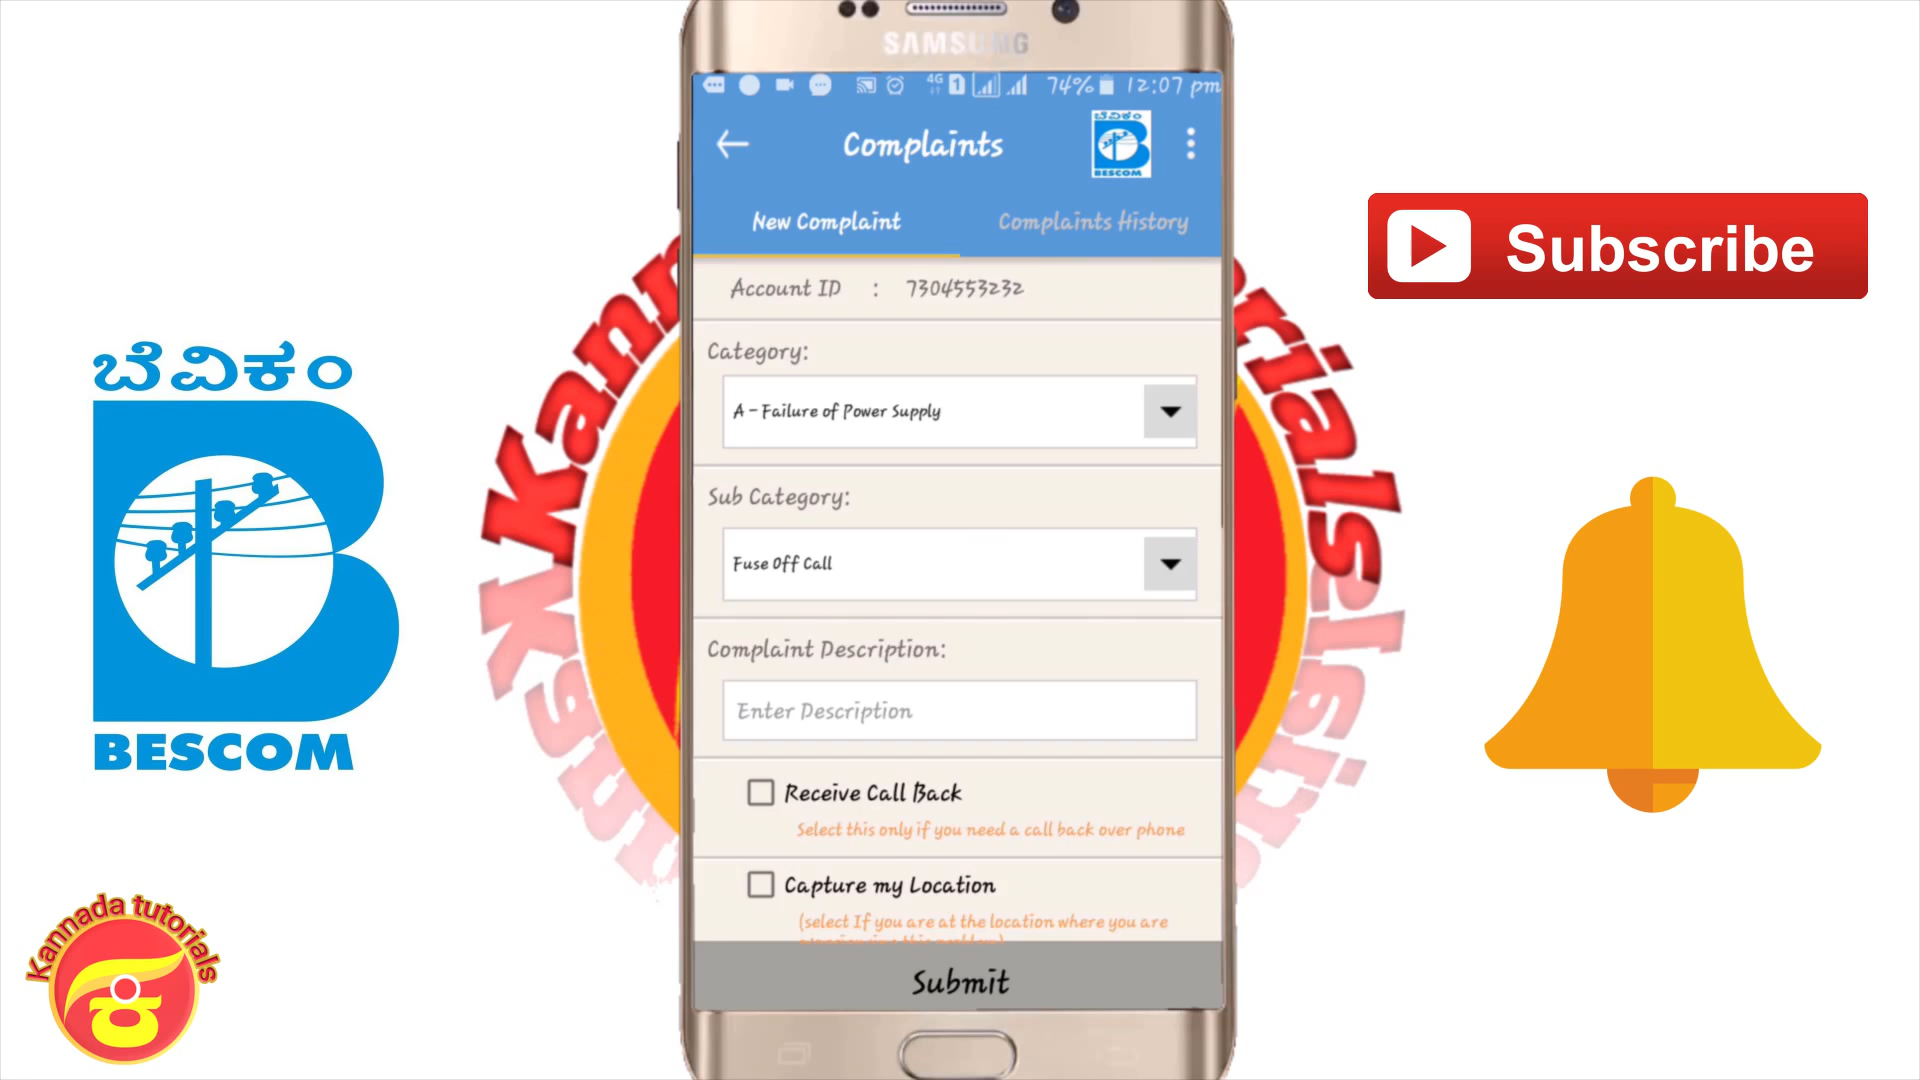 SAMSUNG
4G 1 74% 12:07 pm
Complaints
ಬೆವಿಕಂ
BESCOM
New Complaint
Complaints History
Account ID : 7304553232
Category:
A - Failure of Power Supply
Sub Category:
Fuse Off Call
Complaint Description:
Enter Description
Receive Call Back
Select this only if you need a call back over phone
Capture my Location
(select If you are at the location where you are
Submit
ಬೆವಿಕಂ
BESCOM
Subscribe
Kannada tutorials
ಕ